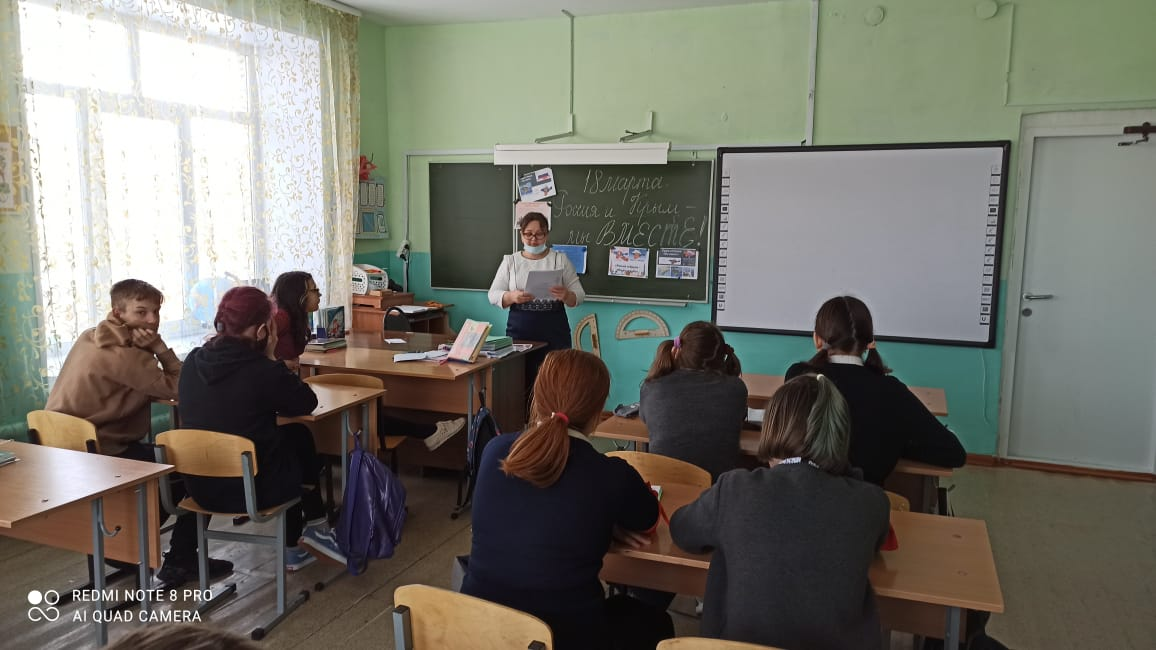 18 марта
Россия и Крым -
мы ВМЕСТЕ!
REDMI NOTE 8 PRO
AI QUAD CAMERA